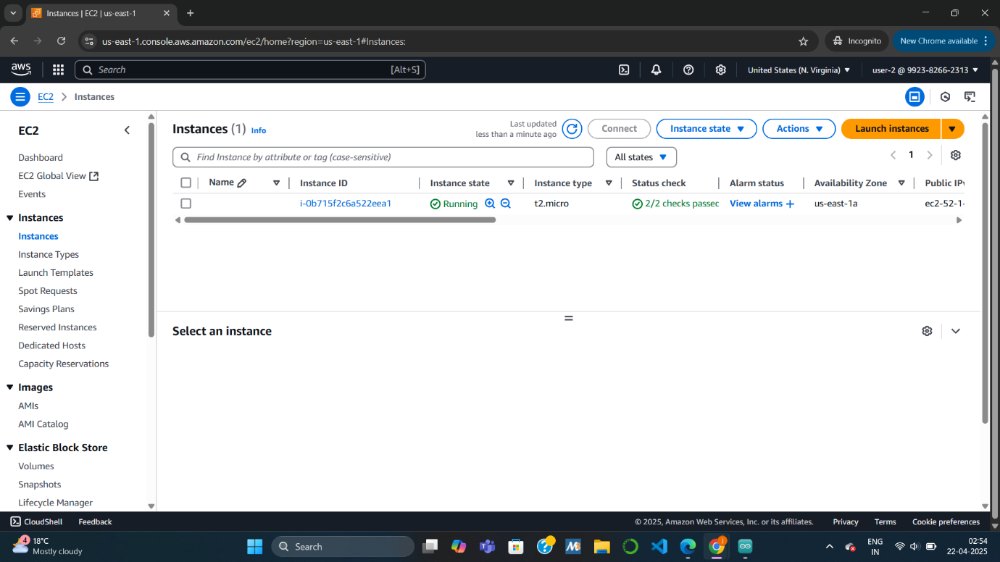 Instances | EC2 | us-east-1
us-east-1.console.aws.amazon.com/ec2/home?region=us-east-1#Instances:
Incognito
New Chrome available
aws
Search
[Alt+S]
United States (N. Virginia)
user-2 @ 9923-8266-2313
EC2
Instances
EC2
Dashboard
EC2 Global View
Events
Instances
Instances
Instance Types
Launch Templates
Spot Requests
Savings Plans
Reserved Instances
Dedicated Hosts
Capacity Reservations
Images
AMIs
AMI Catalog
Elastic Block Store
Volumes
Snapshots
Lifecycle Manager
Instances (1) Info
Last updated
less than a minute ago
Connect
Instance state
Actions
Launch instances
Find Instance by attribute or tag (case-sensitive)
All states
1
Name Instance ID Instance state Instance type Status check Alarm status Availability Zone Public IPv
i-0b715f2c6a522eea1 Running t2.micro 2/2 checks passed View alarms + us-east-1a ec2-52-1-
Select an instance
CloudShell Feedback © 2025, Amazon Web Services, Inc. or its affiliates. Privacy Terms Cookie preferences
4
18°C
Mostly cloudy
Search
ENG
IN
02:54
22-04-2025